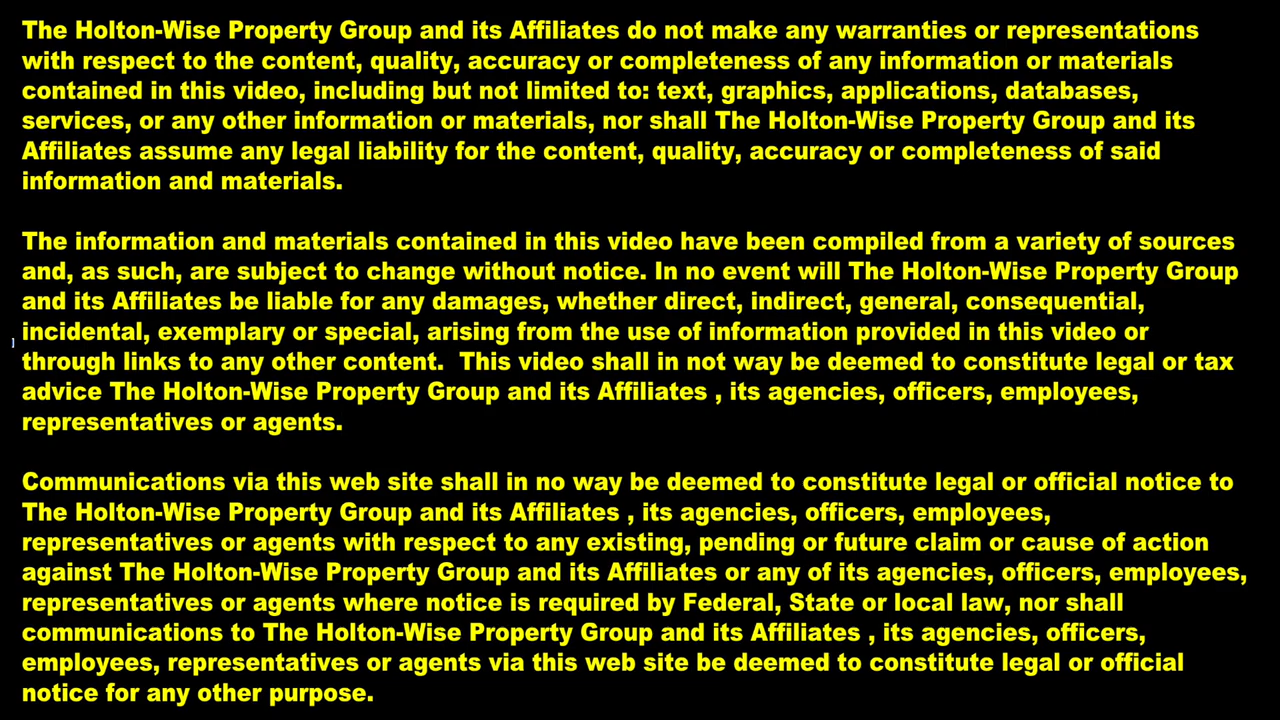 The Holton-Wise Property Group and its Affiliates do not make any warranties or representations
with respect to the content, quality, accuracy or completeness of any information or materials
contained in this video, including but not limited to: text, graphics, applications, databases,
services, or any other information or materials, nor shall The Holton-Wise Property Group and its
Affiliates assume any legal liability for the content, quality, accuracy or completeness of said
information and materials.
The information and materials contained in this video have been compiled from a variety of sources
and, as such, are subject to change without notice. In no event will The Holton-Wise Property Group
and its Affiliates be liable for any damages, whether direct, indirect, general, consequential,
incidental, exemplary or special, arising from the use of information provided in this video or
through links to any other content.  This video shall in not way be deemed to constitute legal or tax
advice The Holton-Wise Property Group and its Affiliates , its agencies, officers, employees,
representatives or agents.
Communications via this web site shall in no way be deemed to constitute legal or official notice to
The Holton-Wise Property Group and its Affiliates , its agencies, officers, employees,
representatives or agents with respect to any existing, pending or future claim or cause of action
against The Holton-Wise Property Group and its Affiliates or any of its agencies, officers, employees,
representatives or agents where notice is required by Federal, State or local law, nor shall
communications to The Holton-Wise Property Group and its Affiliates , its agencies, officers,
employees, representatives or agents via this web site be deemed to constitute legal or official
notice for any other purpose.